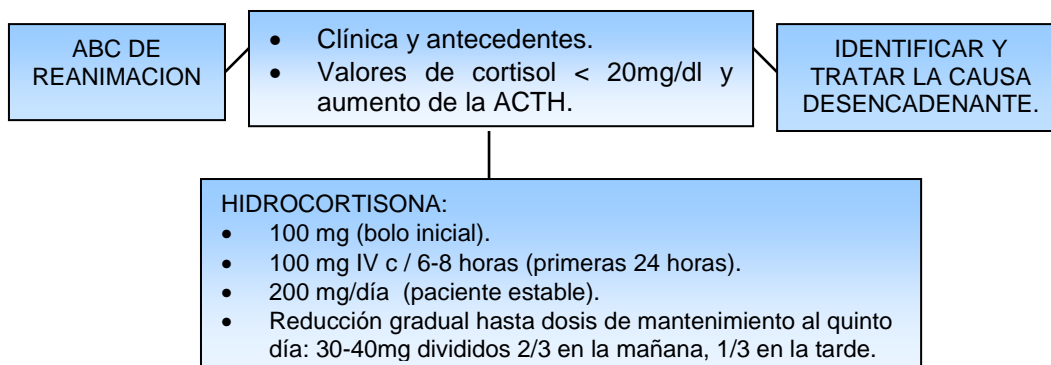 ABC DE
REANIMACION
• Clínica y antecedentes.
• Valores de cortisol < 20mg/dl y
aumento de la ACTH.
IDENTIFICAR Y
TRATAR LA CAUSA
DESENCADENANTE.
HIDROCORTISONA:
• 100 mg (bolo inicial).
• 100 mg IV c / 6-8 horas (primeras 24 horas).
• 200 mg/día (paciente estable).
• Reducción gradual hasta dosis de mantenimiento al quinto
día: 30-40mg divididos 2/3 en la mañana, 1/3 en la tarde.